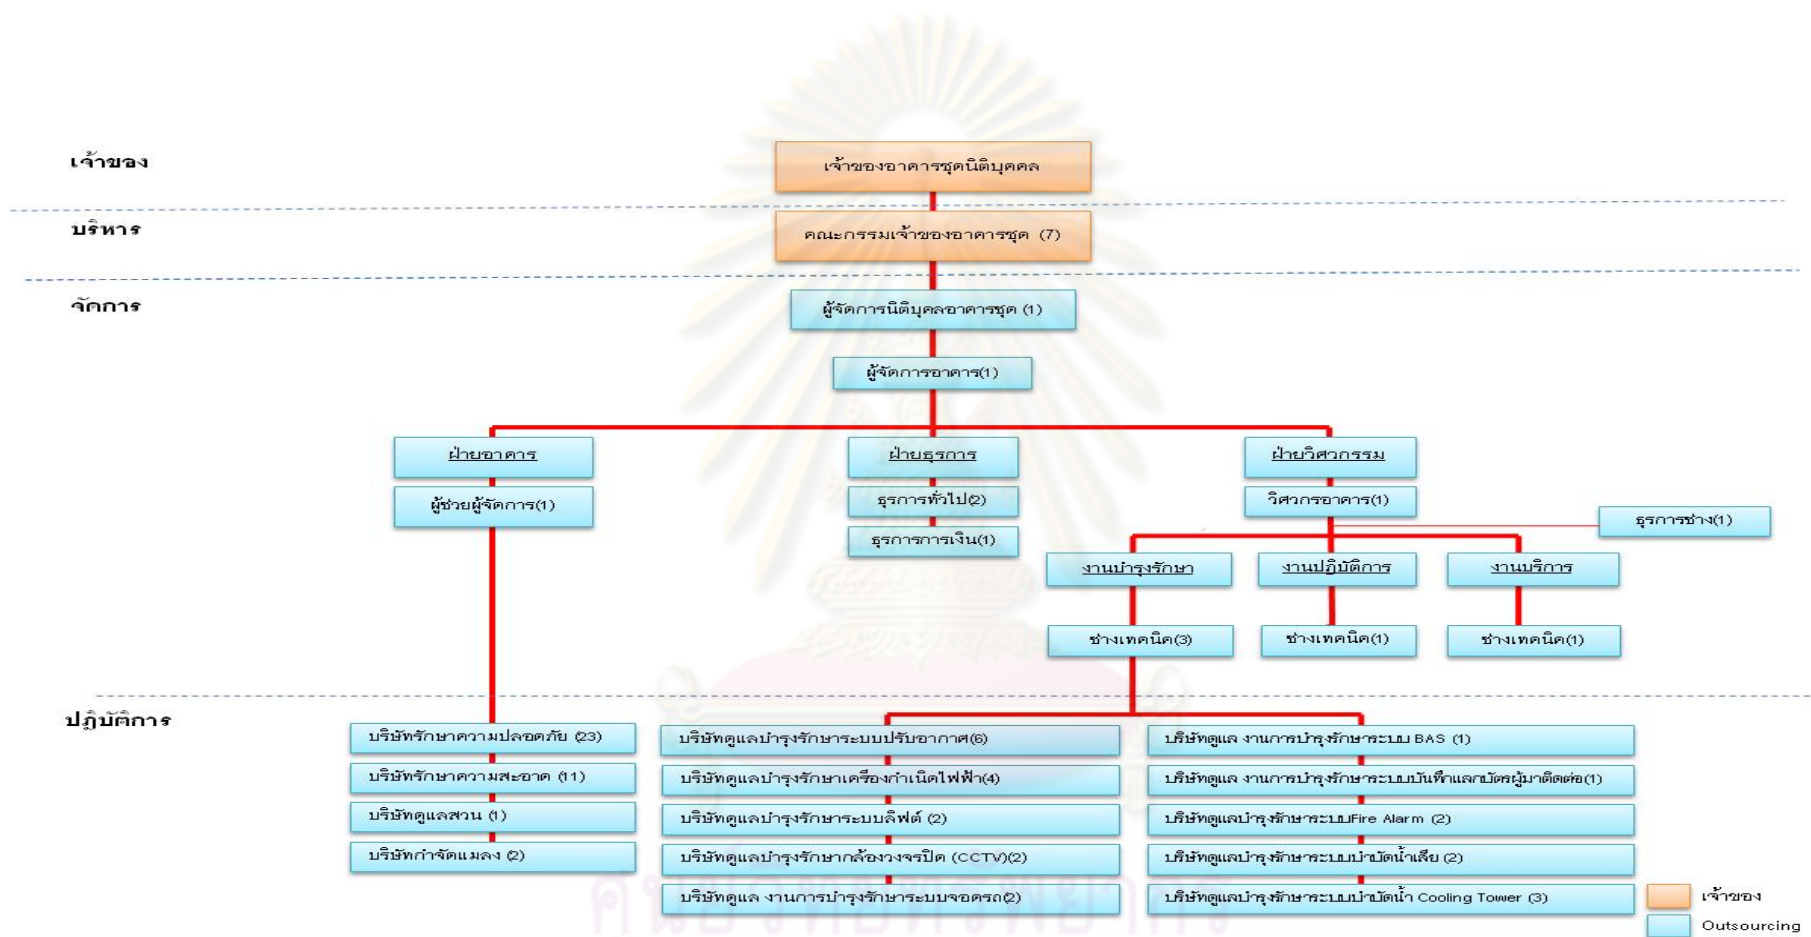 เจ้าของ
เจ้าของอาคารชุดนิติบุคคล
บริหาร
คณะกรรมเจ้าของอาคารชุด (7)
จัดการ
ผู้จัดการนิติบุคลอาคารชุด (1)
ผู้จัดการอาคาร(1)
ฝ่ายอาคาร
ฝ่ายธุรการ
ฝ่ายวิศวกรรม
ผู้ช่วยผู้จัดการ(1)
ธุรการทั่วไป(2)
วิศวกรอาคาร(1)
ธุรการช่าง(1)
ธุรการการเงิน(1)
งานบำรุงรักษา
งานปฏิบัติการ
งานบริการ
ช่างเทคนิค(3)
ช่างเทคนิค(1)
ช่างเทคนิค(1)
ปฏิบัติการ
บริษัทรักษาความปลอดภัย (23)
บริษัทดูแลบำรุงรักษาระบบปรับอากาศ(6)
บริษัทดูแล งานการบำรุงรักษาระบบ BAS (1)
บริษัทรักษาความสะอาด (11)
บริษัทดูแลบำรุงรักษาเครื่องกำเนิดไฟฟ้า(4)
บริษัทดูแล งานการบำรุงรักษาระบบบันทึกแลกบัตรผู้มาติดต่อ(1)
บริษัทดูแลสวน (1)
บริษัทดูแลบำรุงรักษาระบบลิฟต์ (2)
บริษัทดูแลบำรุงรักษาระบบFire Alarm (2)
บริษัทกำจัดแมลง (2)
บริษัทดูแลบำรุงรักษากล้องวงจรปิด (CCTV)(2)
บริษัทดูแลบำรุงรักษาระบบบำบัดน้ำเสีย (2)
บริษัทดูแล งานการบำรุงรักษาระบบจอดรถ(2)
บริษัทดูแลบำรุงรักษาระบบบำบัดน้ำ Cooling Tower (3)
เจ้าของ
Outsourcing
ศูนย์วิทยทรัพยากร